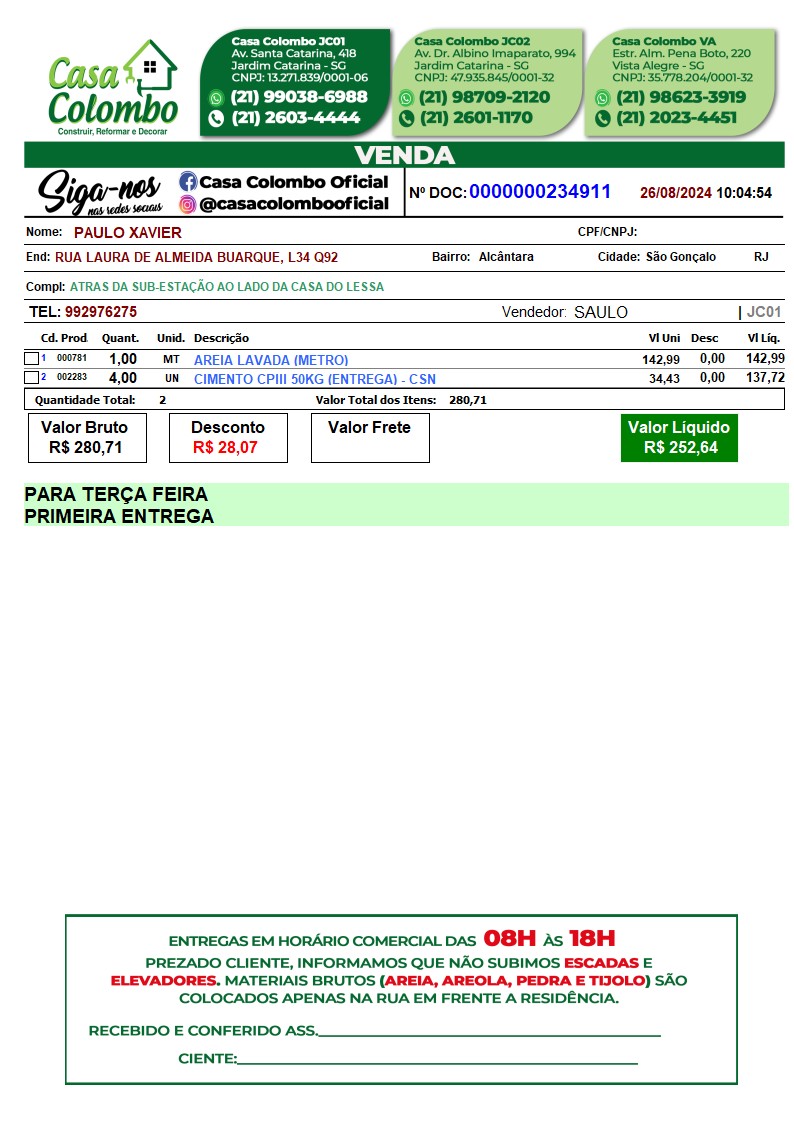 Casa
Colombo
Construir, Reformar e Decorar
Casa Colombo JC01
Av. Santa Catarina, 418
Jardim Catarina - SG
CNPJ: 13.271.839/0001-06
(21) 99038-6988
(21) 2603-4444
Casa Colombo JC02
Av. Dr. Albino Imaparato, 994
Jardim Catarina - SG
CNPJ: 47.935.845/0001-32
(21) 98709-2120
(21) 2601-1170
Casa Colombo VA
Estr. Alm. Pena Boto, 220
Vista Alegre - SG
CNPJ: 35.778.204/0001-32
(21) 98623-3919
(21) 2023-4451
VENDA
Siga-nos
nas redes sociais
Casa Colombo Oficial
@casacolombooficial
Nº DOC: 0000000234911 26/08/2024 10:04:54
Nome: PAULO XAVIER CPF/CNPJ:
End: RUA LAURA DE ALMEIDA BUARQUE, L34 Q92 Bairro: Alcântara Cidade: São Gonçalo RJ
Compl: ATRAS DA SUB-ESTAÇÃO AO LADO DA CASA DO LESSA
TEL: 992976275 Vendedor: SAULO | JC01
Cd. Prod. Quant. Unid. Descrição Vl Uni Desc Vl Líq.
1 000781 1,00 MT AREIA LAVADA (METRO) 142,99 0,00 142,99
2 002283 4,00 UN CIMENTO CPIII 50KG (ENTREGA) - CSN 34,43 0,00 137,72
Quantidade Total: 2 Valor Total dos Itens: 280,71
Valor Bruto Desconto Valor Frete Valor Liquido
R$ 280,71 R$ 28,07 R$ 252,64
PARA TERÇA FEIRA
PRIMEIRA ENTREGA
ENTREGAS EM HORÁRIO COMERCIAL DAS 08H ÀS 18H
PREZADO CLIENTE, INFORMAMOS QUE NÃO SUBIMOS ESCADAS E
ELEVADORES. MATERIAIS BRUTOS (AREIA, AREOLA, PEDRA E TIJOLO) SÃO
COLOCADOS APENAS NA RUA EM FRENTE A RESIDÊNCIA.
RECEBIDO E CONFERIDO ASS.
CIENTE: